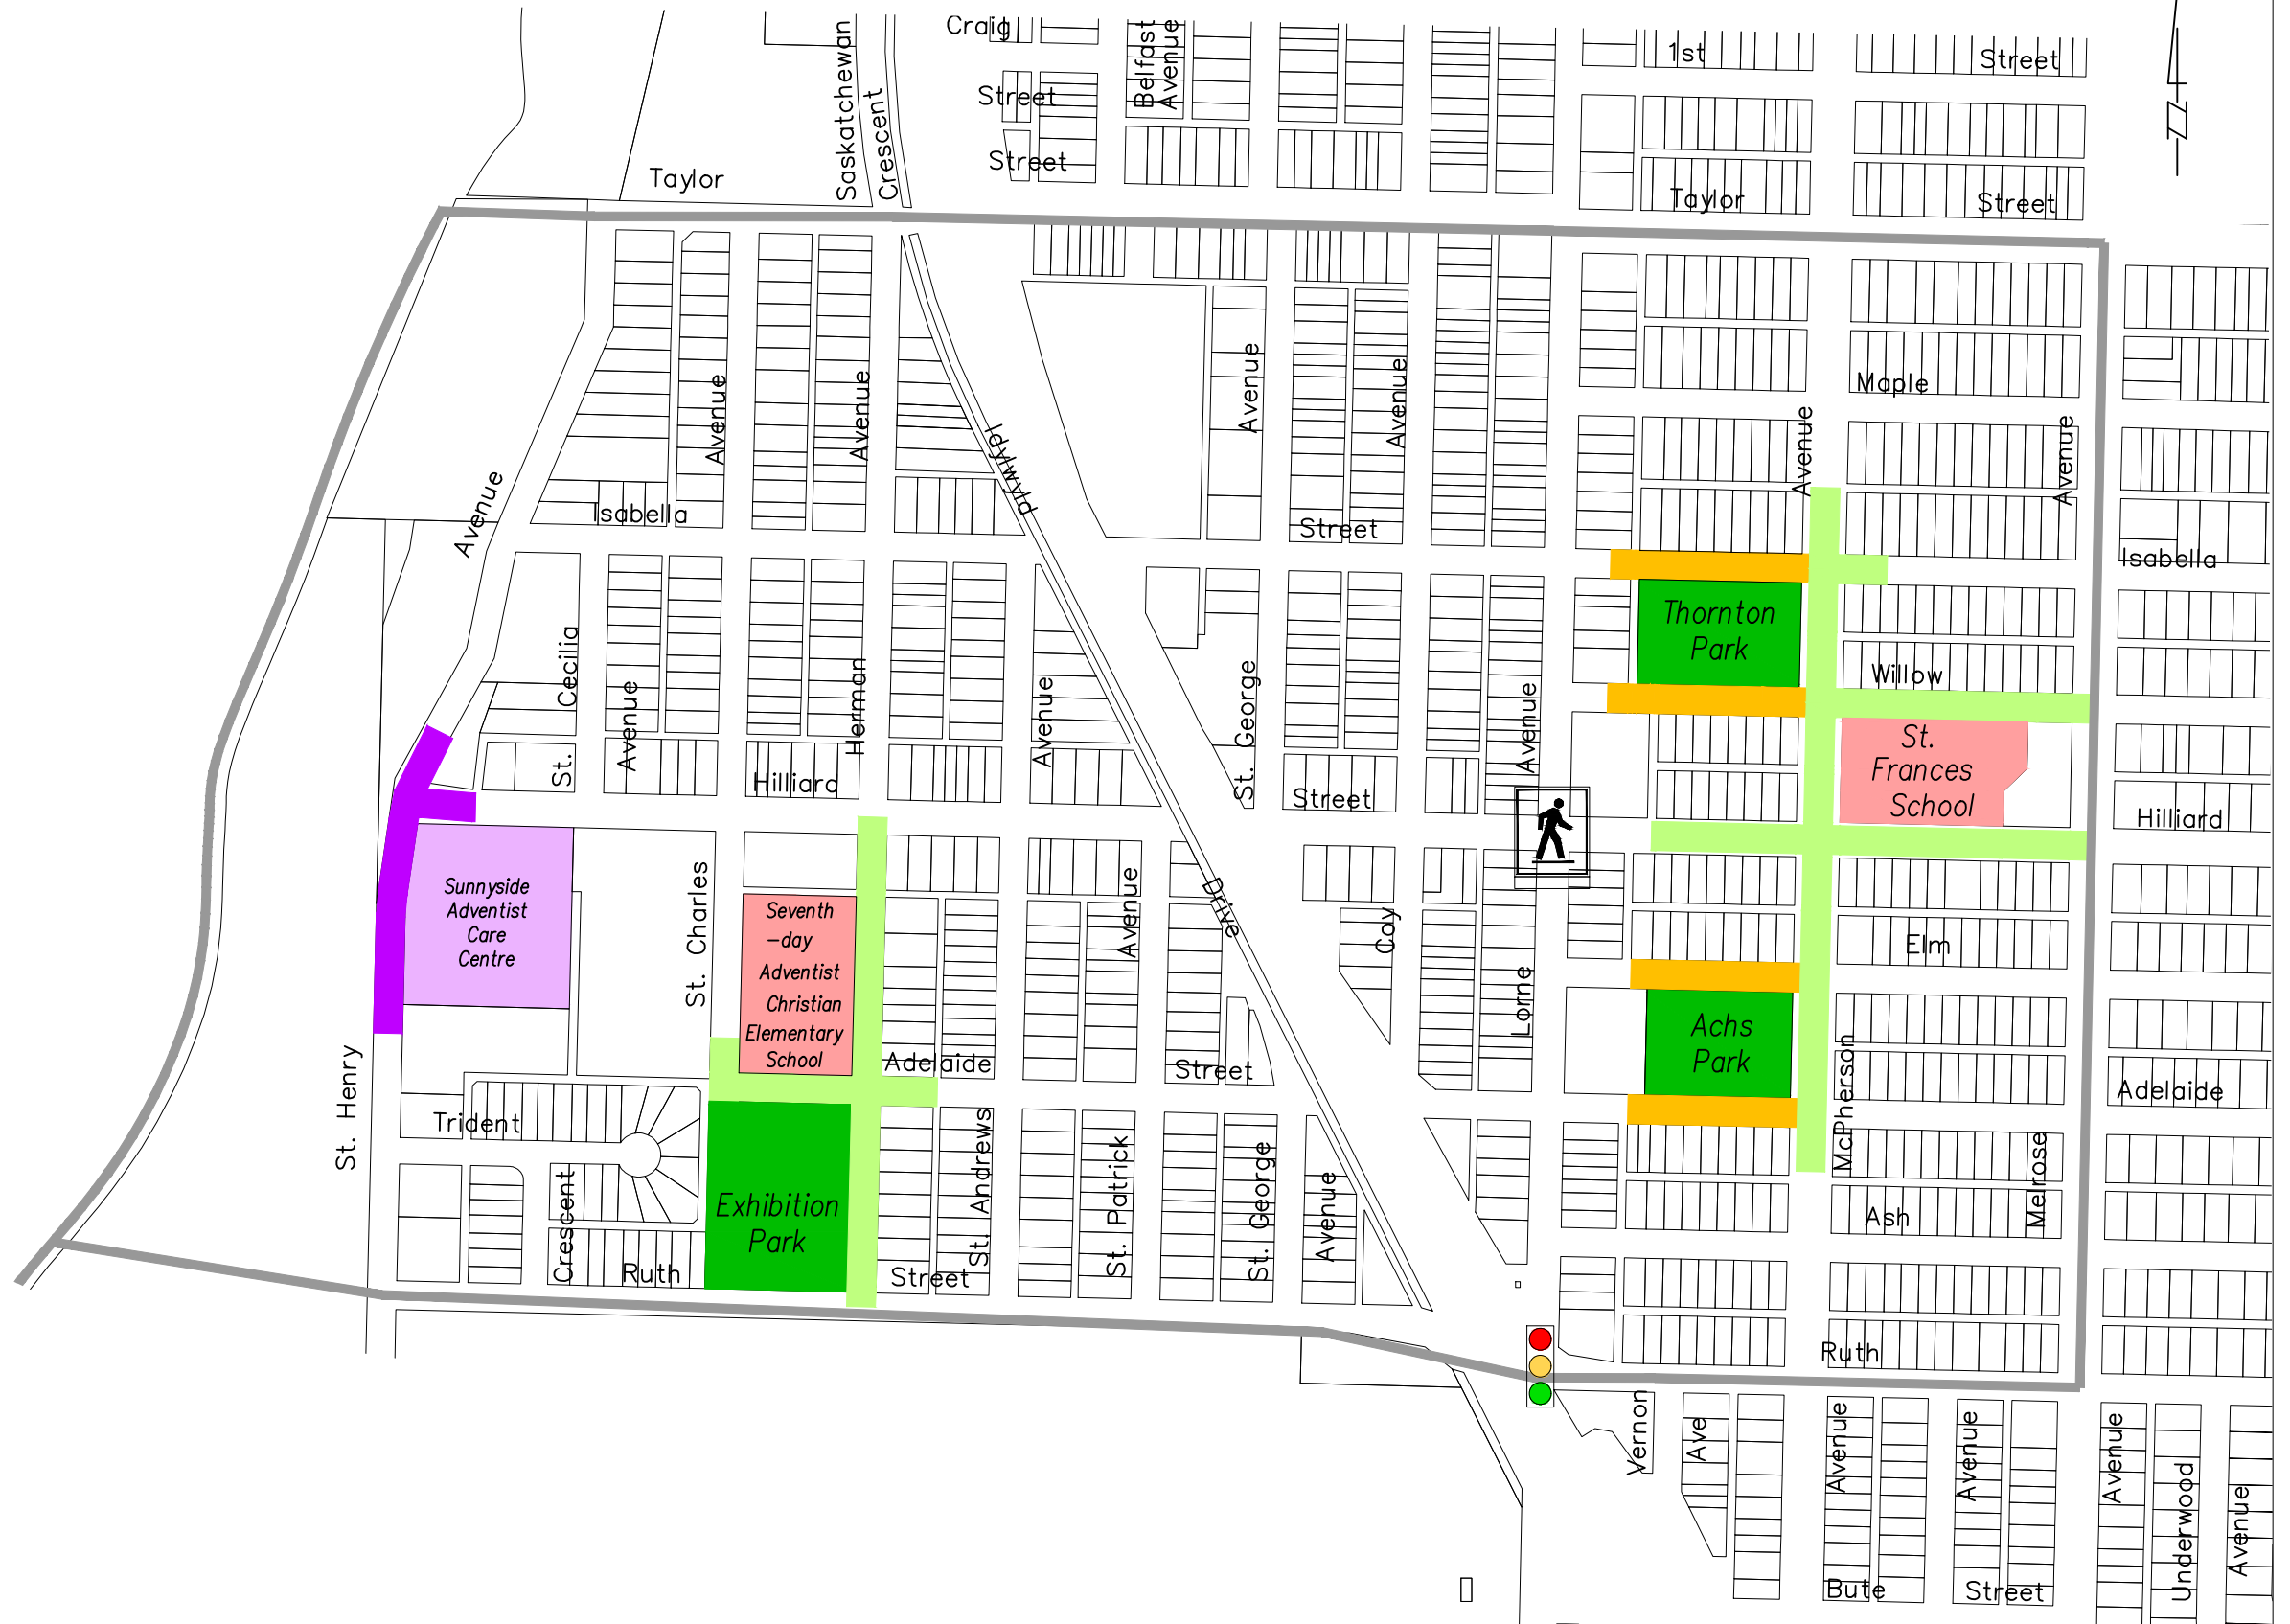 Craig
Belfast
Avenue
Saskatchewan
Crescent
1st
Street
Street
Street
Taylor
Taylor
Street
N
Maple
Avenue
Avenue
Avenue
Avenue
Avenue
Avenue
Avenue
Idylwyld
Isabella
Street
Isabella
Thornton
Park
St. Cecilia
Avenue
Herman
Avenue
St. George
Avenue
Willow
St.
Frances
School
Hilliard
Street
Hilliard
Sunnyside
Adventist
Care
Centre
St. Charles
Seventh
-day
Adventist
Christian
Elementary
School
Avenue
Drive
Coy
Lorne
Elm
Achs
Park
Adelaide
Street
Adelaide
McPherson
Melrose
St. Henry
Trident
Crescent
Exhibition
Park
St. Andrews
St. Patrick
St. George
Avenue
Ash
Ruth
Street
Ruth
Vernon
Ave
Avenue
Avenue
Avenue
Underwood
Avenue
Bute
Street